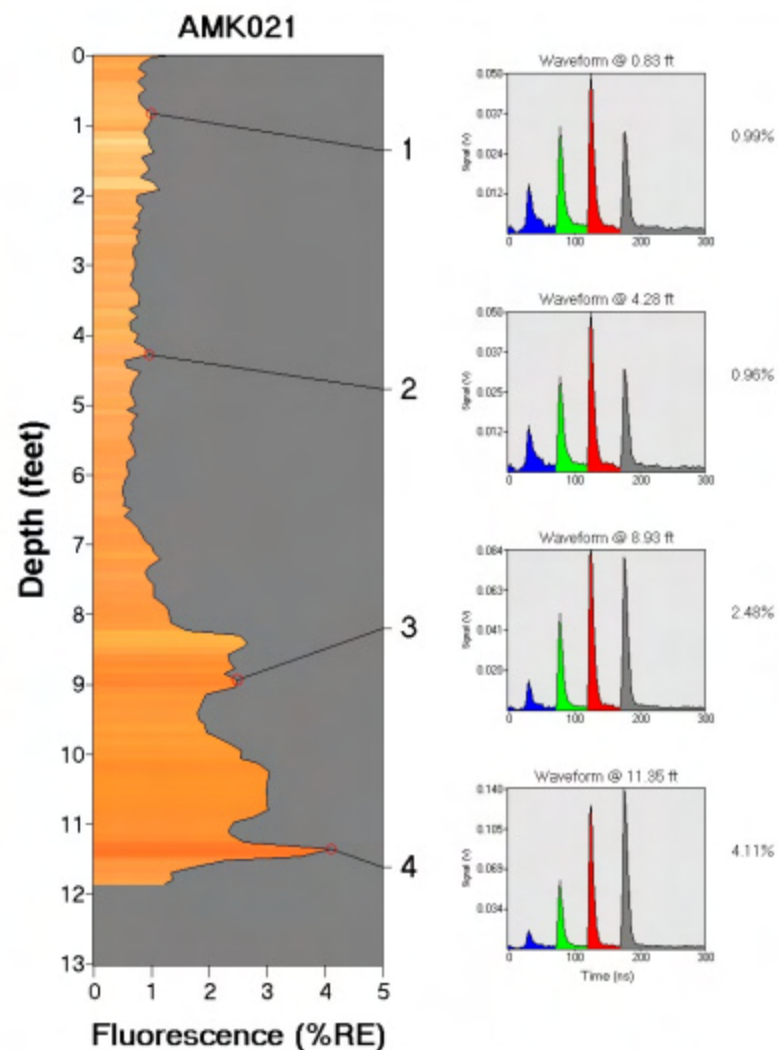 AMK021
0
1
2
3
4
5
6
7
8
9
10
11
12
13
Depth (feet)
0 1 2 3 4 5
Fluorescence (%RE)
1
2
3
4
Waveform @ 0.83 ft
0.050
0.037
0.024
0.012
Signal (V)
0 100 200 300
0.99%
Waveform @ 4.28 ft
0.050
0.037
0.025
0.012
Signal (V)
0 100 200 300
0.96%
Waveform @ 8.93 ft
0.084
0.063
0.041
0.020
Signal (V)
0 100 200 300
2.48%
Waveform @ 11.35 ft
0.140
0.105
0.069
0.034
Signal (V)
0 100 200 300
Time (ns)
4.11%